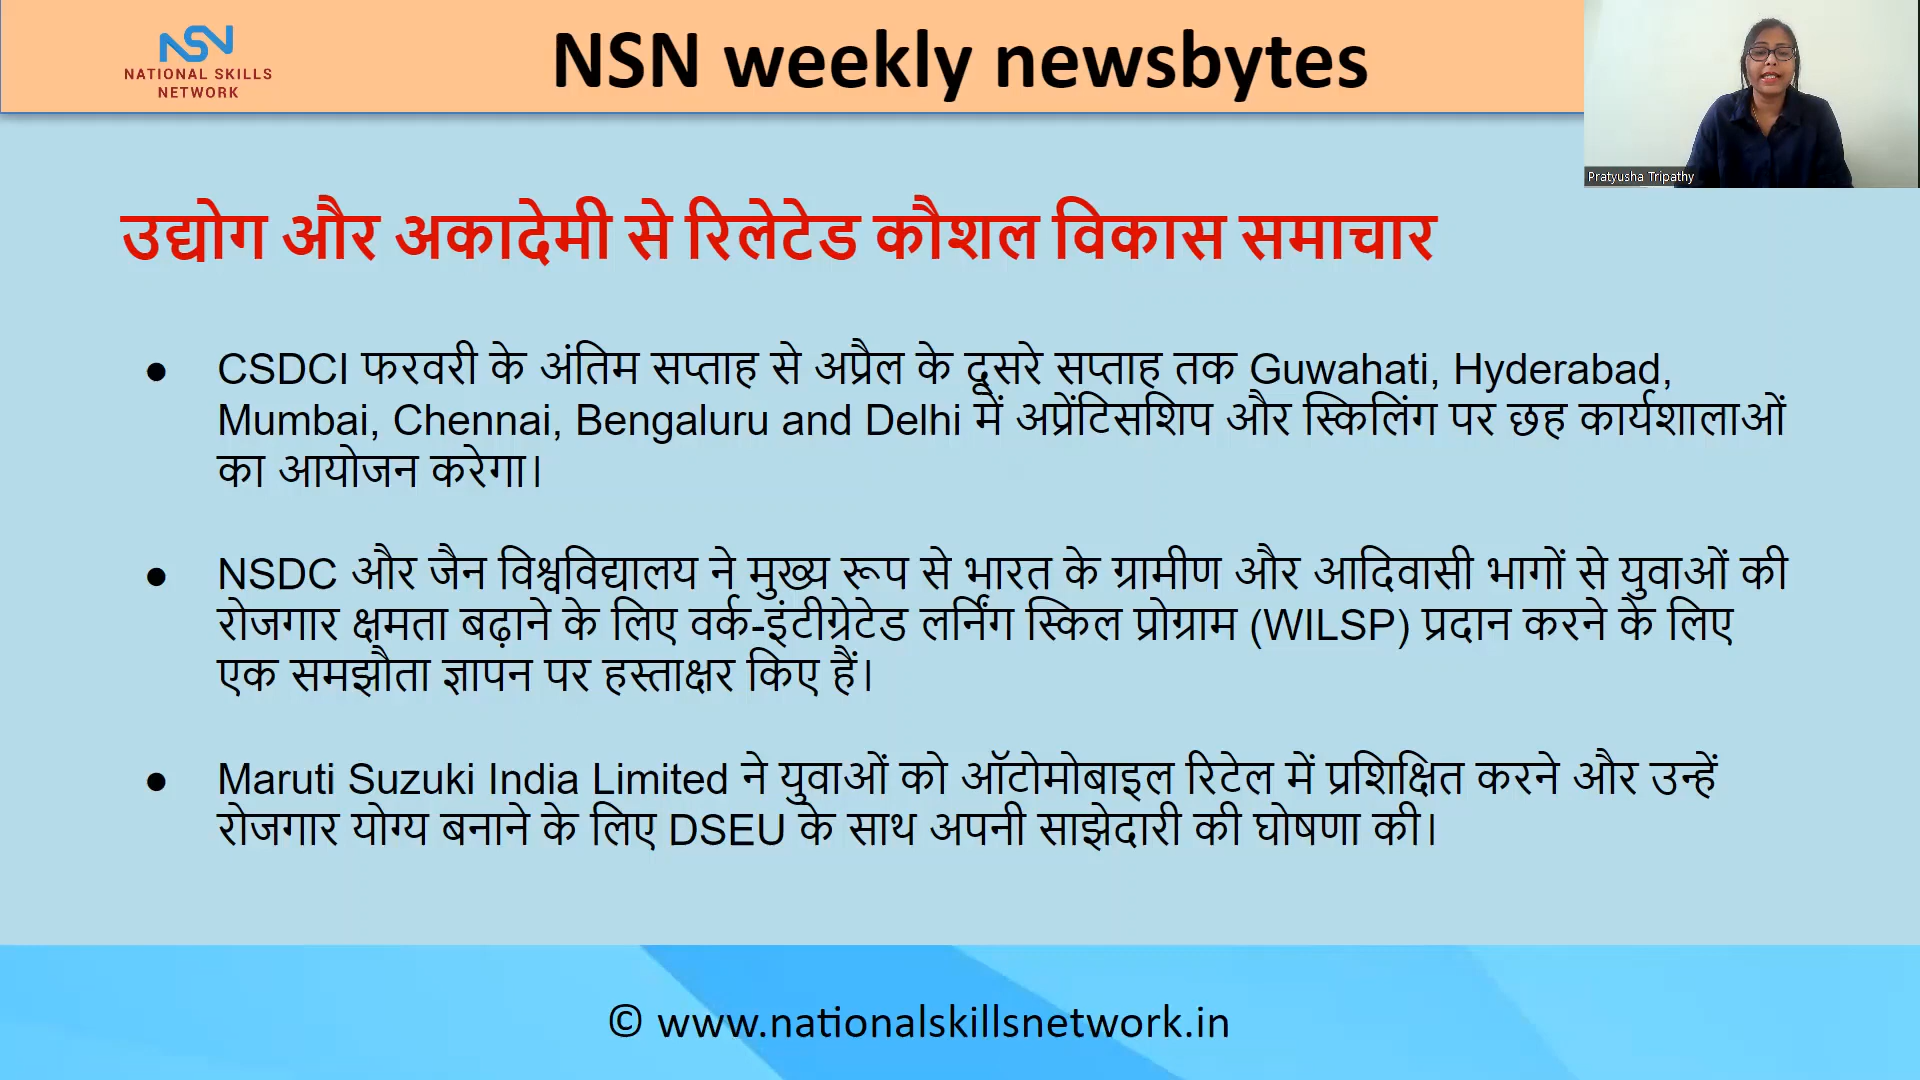 NSN
NATIONAL SKILLS
NETWORK
NSN weekly newsbytes
Pratyusha Tripathy
उद्योग और अकादेमी से रिलेटेड कौशल विकास समाचार
● CSDCI फरवरी के अंतिम सप्ताह से अप्रैल के दूसरे सप्ताह तक Guwahati, Hyderabad,
Mumbai, Chennai, Bengaluru and Delhi में अप्रेंटिसशिप और स्किलिंग पर छह कार्यशालाओं
का आयोजन करेगा।
● NSDC और जैन विश्वविद्यालय ने मुख्य रूप से भारत के ग्रामीण और आदिवासी भागों से युवाओं की
रोजगार क्षमता बढ़ाने के लिए वर्क-इंटीग्रेटेड लर्निंग स्किल प्रोग्राम (WILSP) प्रदान करने के लिए
एक समझौता ज्ञापन पर हस्ताक्षर किए हैं।
● Maruti Suzuki India Limited ने युवाओं को ऑटोमोबाइल रिटेल में प्रशिक्षित करने और उन्हें
रोजगार योग्य बनाने के लिए DSEU के साथ अपनी साझेदारी की घोषणा की।
© www.nationalskillsnetwork.in